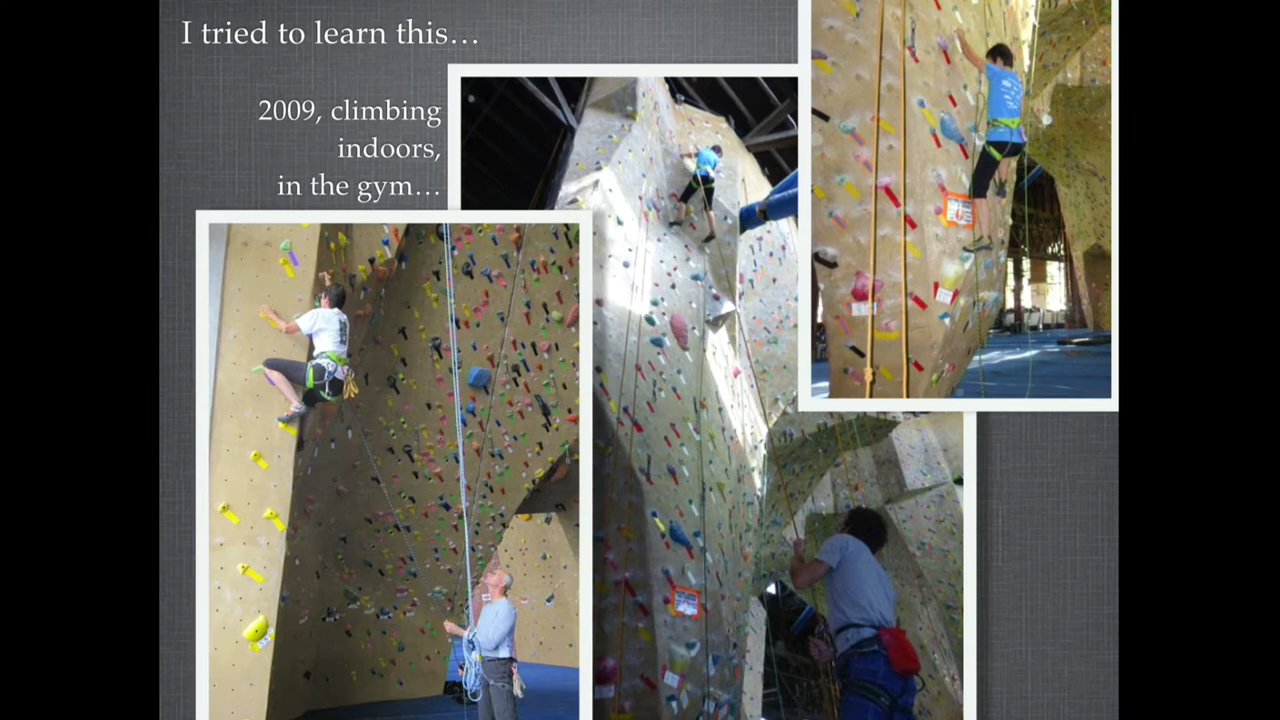 I tried to learn this…
2009, climbing
indoors,
in the gym…